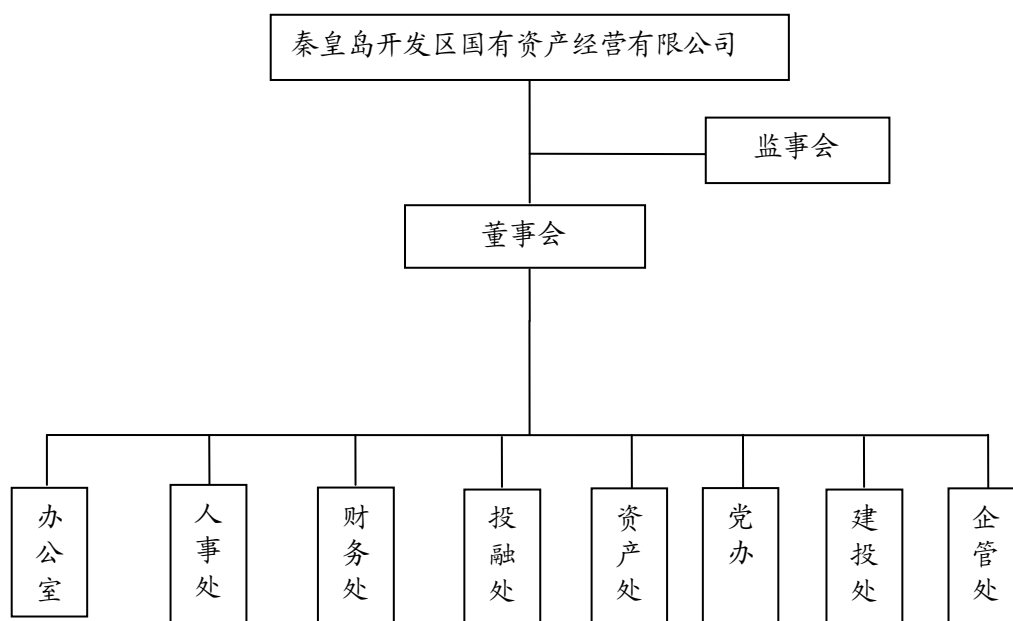 秦皇岛开发区国有资产经营有限公司
监事会
董事会
办公室
人事处
财务处
投融处
资产处
党办
建投处
企管处